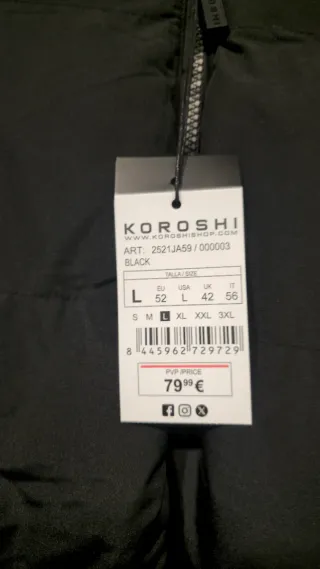 KOROSHI
WWW.KOROSHISHOP.COM
ART: 2521JA59 / 000003
BLACK
TALLA / SIZE
L EU 52 USA L UK 42 IT 56
S M L XL XXL 3XL
8 445962 729729
PVP /PRICE
79,99 €